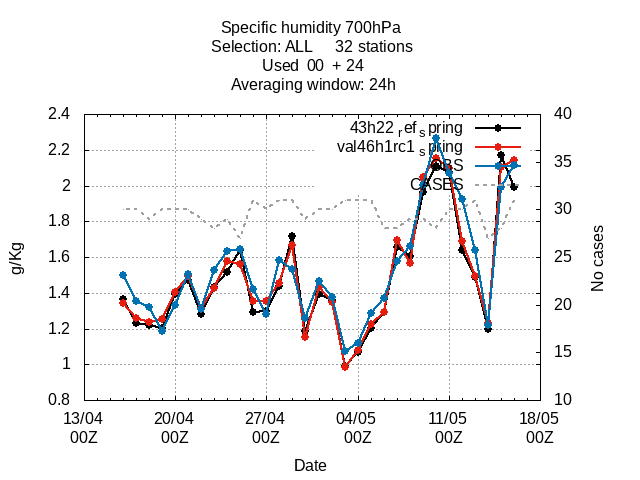 Specific humidity 700hPa
Selection: ALL 32 stations
Used 00 + 24
Averaging window: 24h
43h22 ref spring
val46h1rc1 spring
OBS
CASES
2.4
2.2
2
1.8
1.6
1.4
1.2
1
0.8
g/Kg
40
35
30
25
20
15
10
No cases
13/04 20/04 27/04 04/05 11/05 18/05
00Z 00Z 00Z 00Z 00Z 00Z
Date